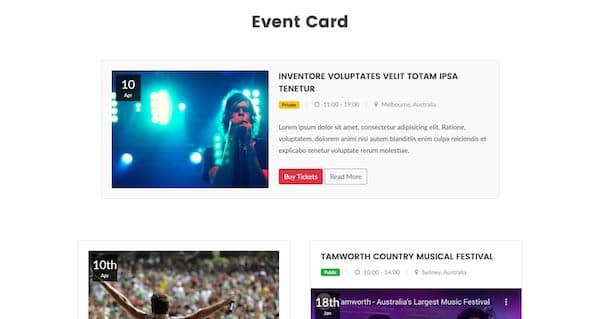 Event Card
10
Apr
INVENTORE VOLUPTATES VELIT TOTAM IPSA
TENETUR
Private
11:00 - 19:00
Melbourne, Australia
Lorem ipsum dolor sit amet, consectetur adipisicing elit. Ratione,
voluptatem, dolorem animi nisi autem blanditiis enim culpa reiciendis et
explicabo tenetur voluptate rerum molestiae.
Buy Tickets
Read More
10th
Apr
TAMWORTH COUNTRY MUSICAL FESTIVAL
Public
10:00 - 14:00
Sydney, Australia
18th
Jan
amworth - Australia's Largest Music Festival